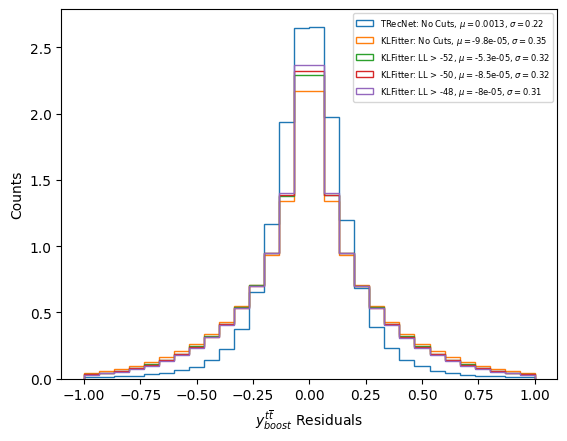 TRecNet: No Cuts, μ = 0.0013, σ = 0.22
KLFitter: No Cuts, μ = -9.8e-05, σ = 0.35
KLFitter: LL > -52, μ = -5.3e-05, σ = 0.32
KLFitter: LL > -50, μ = -8.5e-05, σ = 0.32
KLFitter: LL > -48, μ = -8e-05, σ = 0.31
2.5
2.0
1.5
1.0
0.5
0.0
Counts
−1.00 −0.75 −0.50 −0.25 0.00 0.25 0.50 0.75 1.00
$y_{boost}^{t\bar{t}}$ Residuals